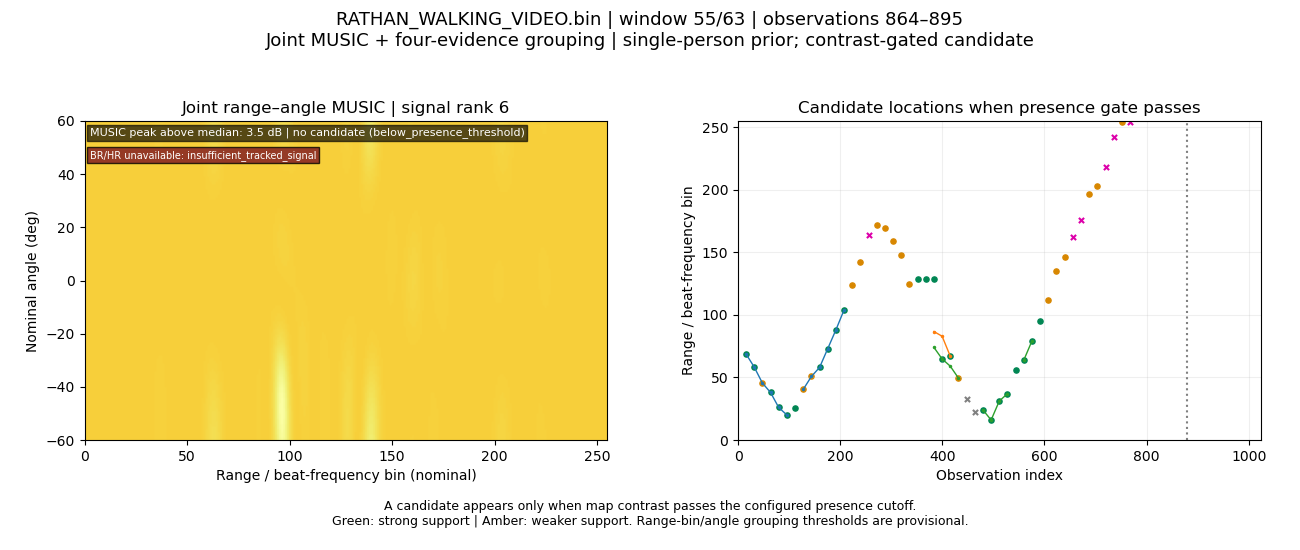 RATHAN_WALKING_VIDEO.bin | window 55/63 | observations 864–895
Joint MUSIC + four-evidence grouping | single-person prior; contrast-gated candidate
Joint range–angle MUSIC | signal rank 6
MUSIC peak above median: 3.5 dB | no candidate (below_presence_threshold)
BR/HR unavailable: insufficient_tracked_signal
60
40
20
0
−20
−40
−60
Nominal angle (deg)
0
50
100
150
200
250
Range / beat-frequency bin (nominal)
Candidate locations when presence gate passes
250
200
150
100
50
0
Range / beat-frequency bin
0
200
400
600
800
1000
Observation index
A candidate appears only when map contrast passes the configured presence cutoff.
Green: strong support | Amber: weaker support. Range-bin/angle grouping thresholds are provisional.